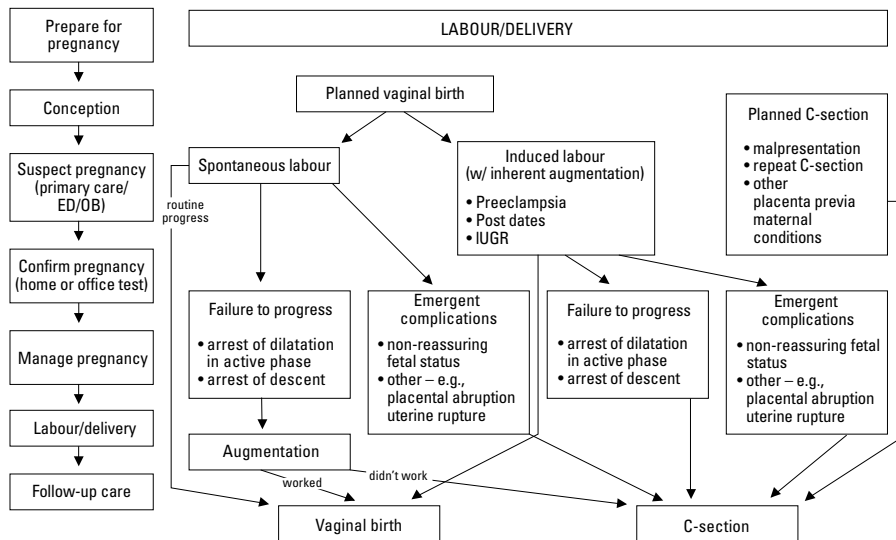 Prepare for
pregnancy
Conception
Suspect pregnancy
(primary care/
ED/OB)
Confirm pregnancy
(home or office test)
Manage pregnancy
Labour/delivery
Follow-up care
LABOUR/DELIVERY
Planned vaginal birth
Spontaneous labour
routine
progress
Induced labour
(w/ inherent augmentation)
• Preeclampsia
• Post dates
• IUGR
Planned C-section
• malpresentation
• repeat C-section
• other
placenta previa
maternal
conditions
Failure to progress
• arrest of dilatation
in active phase
• arrest of descent
Emergent
complications
• non-reassuring
fetal status
• other – e.g.,
placental abruption
uterine rupture
Failure to progress
• arrest of dilatation
in active phase
• arrest of descent
Emergent
complications
• non-reassuring fetal
status
• other – e.g.,
placental abruption
uterine rupture
Augmentation
worked
didn't work
Vaginal birth
C-section